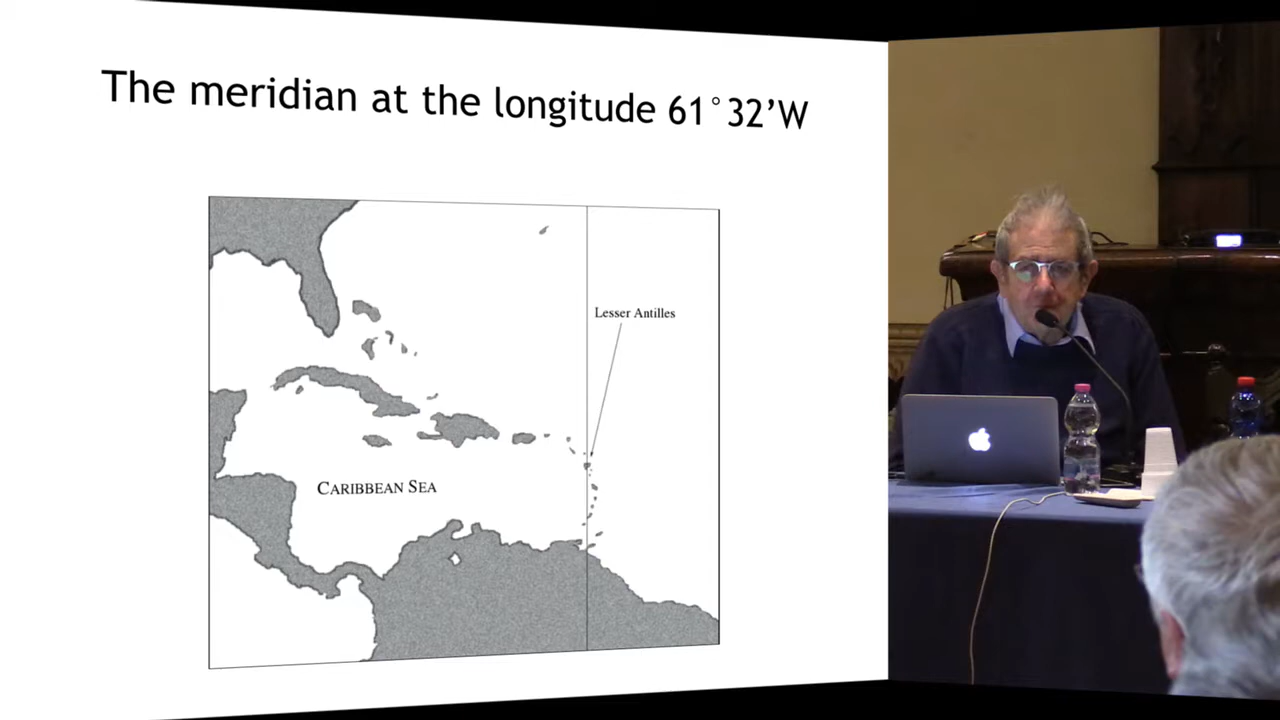 The meridian at the longitude 61°32’W
Lesser Antilles
CARIBBEAN SEA